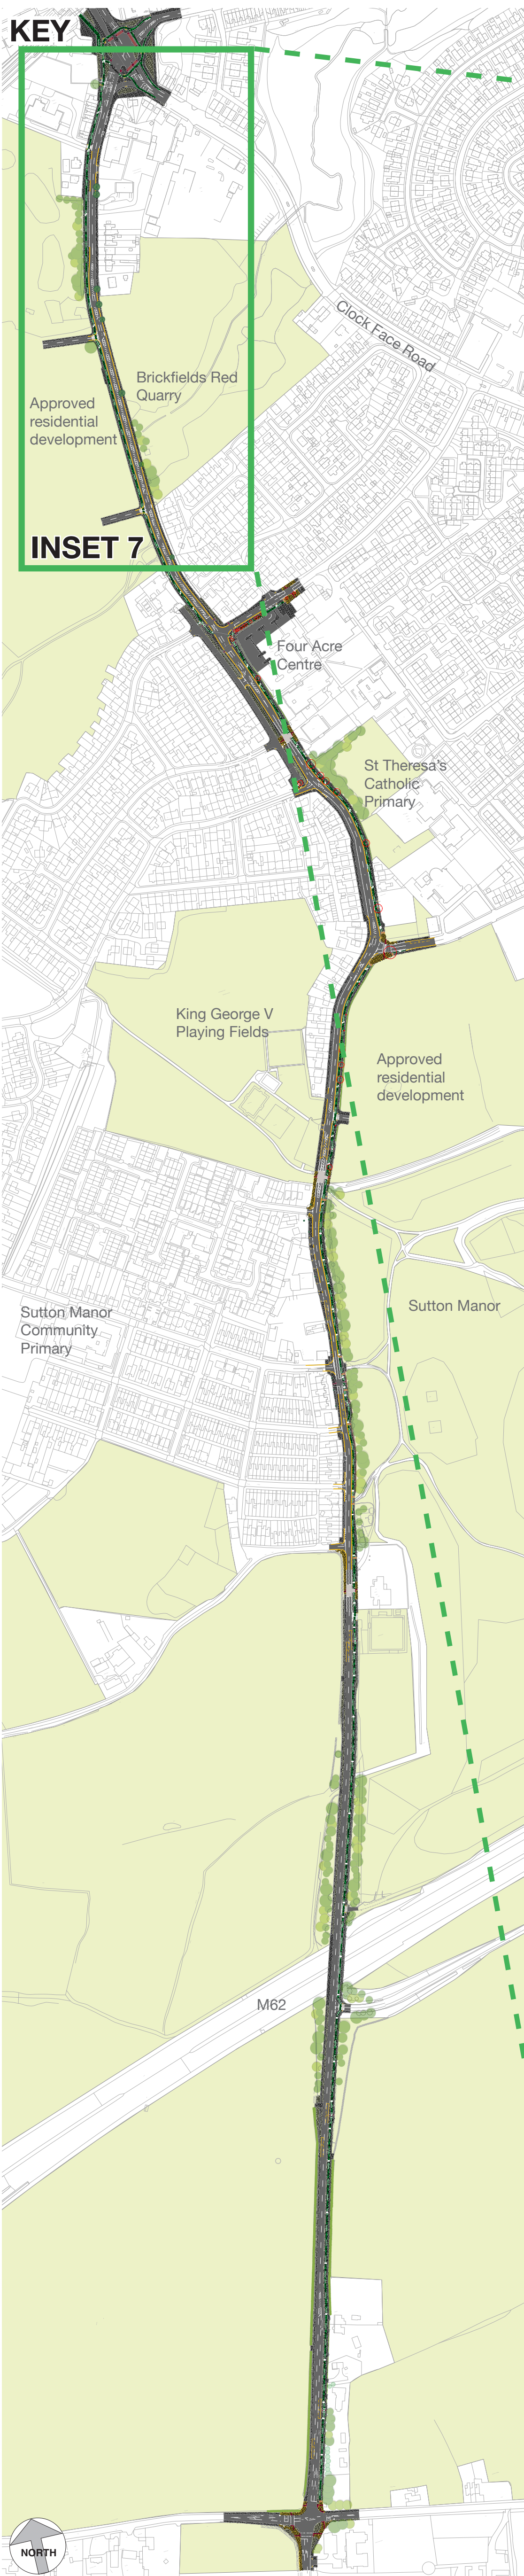 KEY
Clock Face Road
Brickfields Red
Quarry
Approved
residential
development
INSET 7
Four Acre
Centre
St Theresa's
Catholic
Primary
King George V
Playing Fields
Approved
residential
development
Sutton Manor
Sutton Manor
Community
Primary
M62
NORTH